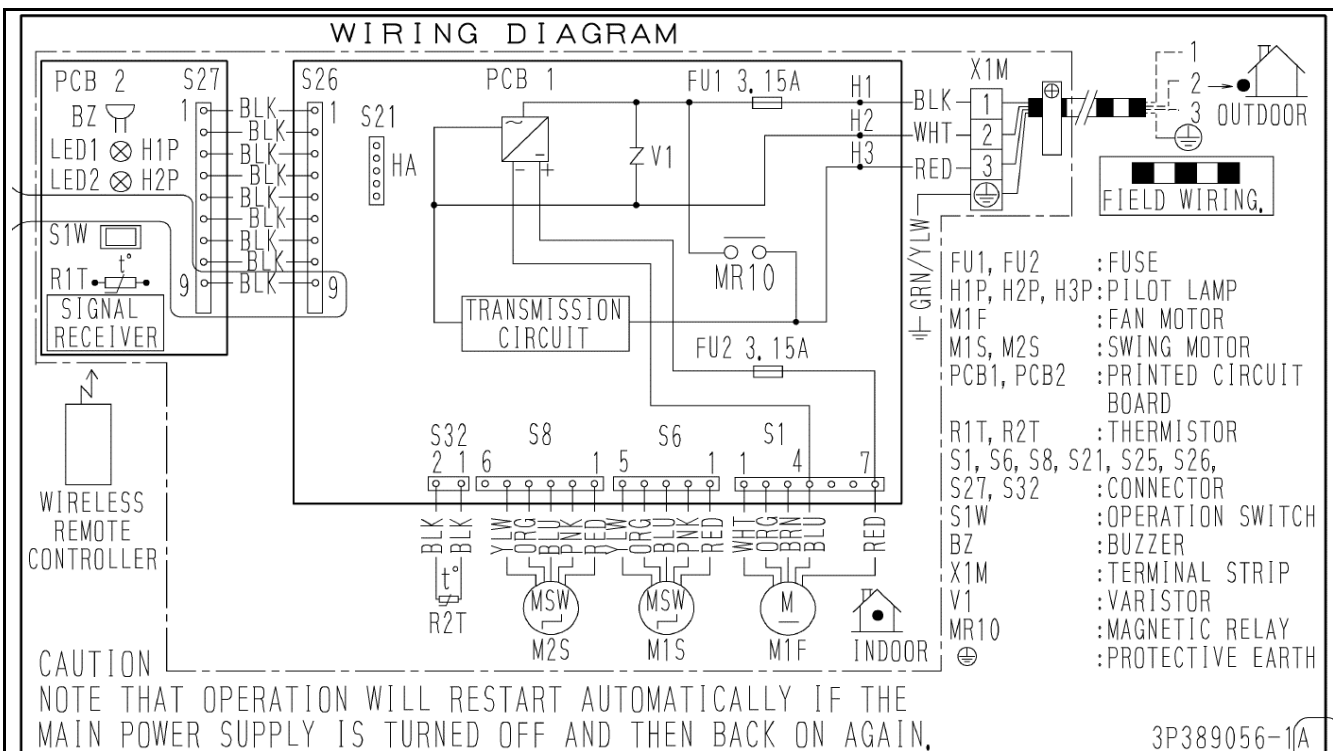 WIRING DIAGRAM
PCB 2
S27
S26
PCB 1
FU1 3.15A
X1M
BZ
LED1 H1P
LED2 H2P
S1W
t°
R1T
SIGNAL
RECEIVER
1
9
BLK
BLK
BLK
BLK
BLK
BLK
BLK
BLK
BLK
1
9
S21
HA
~
-
+
V1
H1
H2
H3
BLK
WHT
RED
1
2
3
GRN/YLW
1
2
3
OUTDOOR
FIELD WIRING.
MR10
TRANSMISSION
CIRCUIT
FU2 3.15A
S32
S8
S6
S1
2 1
6 1
5 1
1 4 7
BLK BLK
YLW ORG BLU PNK RED
YLW ORG BLU PNK RED
WHT ORG BRN BLU RED
t°
R2T
MSW
M2S
MSW
M1S
M
M1F
INDOOR
WIRELESS
REMOTE
CONTROLLER
FU1, FU2 :FUSE
H1P, H2P, H3P:PILOT LAMP
M1F :FAN MOTOR
M1S, M2S :SWING MOTOR
PCB1, PCB2 :PRINTED CIRCUIT
BOARD
R1T, R2T :THERMISTOR
S1, S6, S8, S21, S25, S26,
S27, S32 :CONNECTOR
S1W :OPERATION SWITCH
BZ :BUZZER
X1M :TERMINAL STRIP
V1 :VARISTOR
MR10 :MAGNETIC RELAY
:PROTECTIVE EARTH
CAUTION
NOTE THAT OPERATION WILL RESTART AUTOMATICALLY IF THE
MAIN POWER SUPPLY IS TURNED OFF AND THEN BACK ON AGAIN.
3P389056-1A